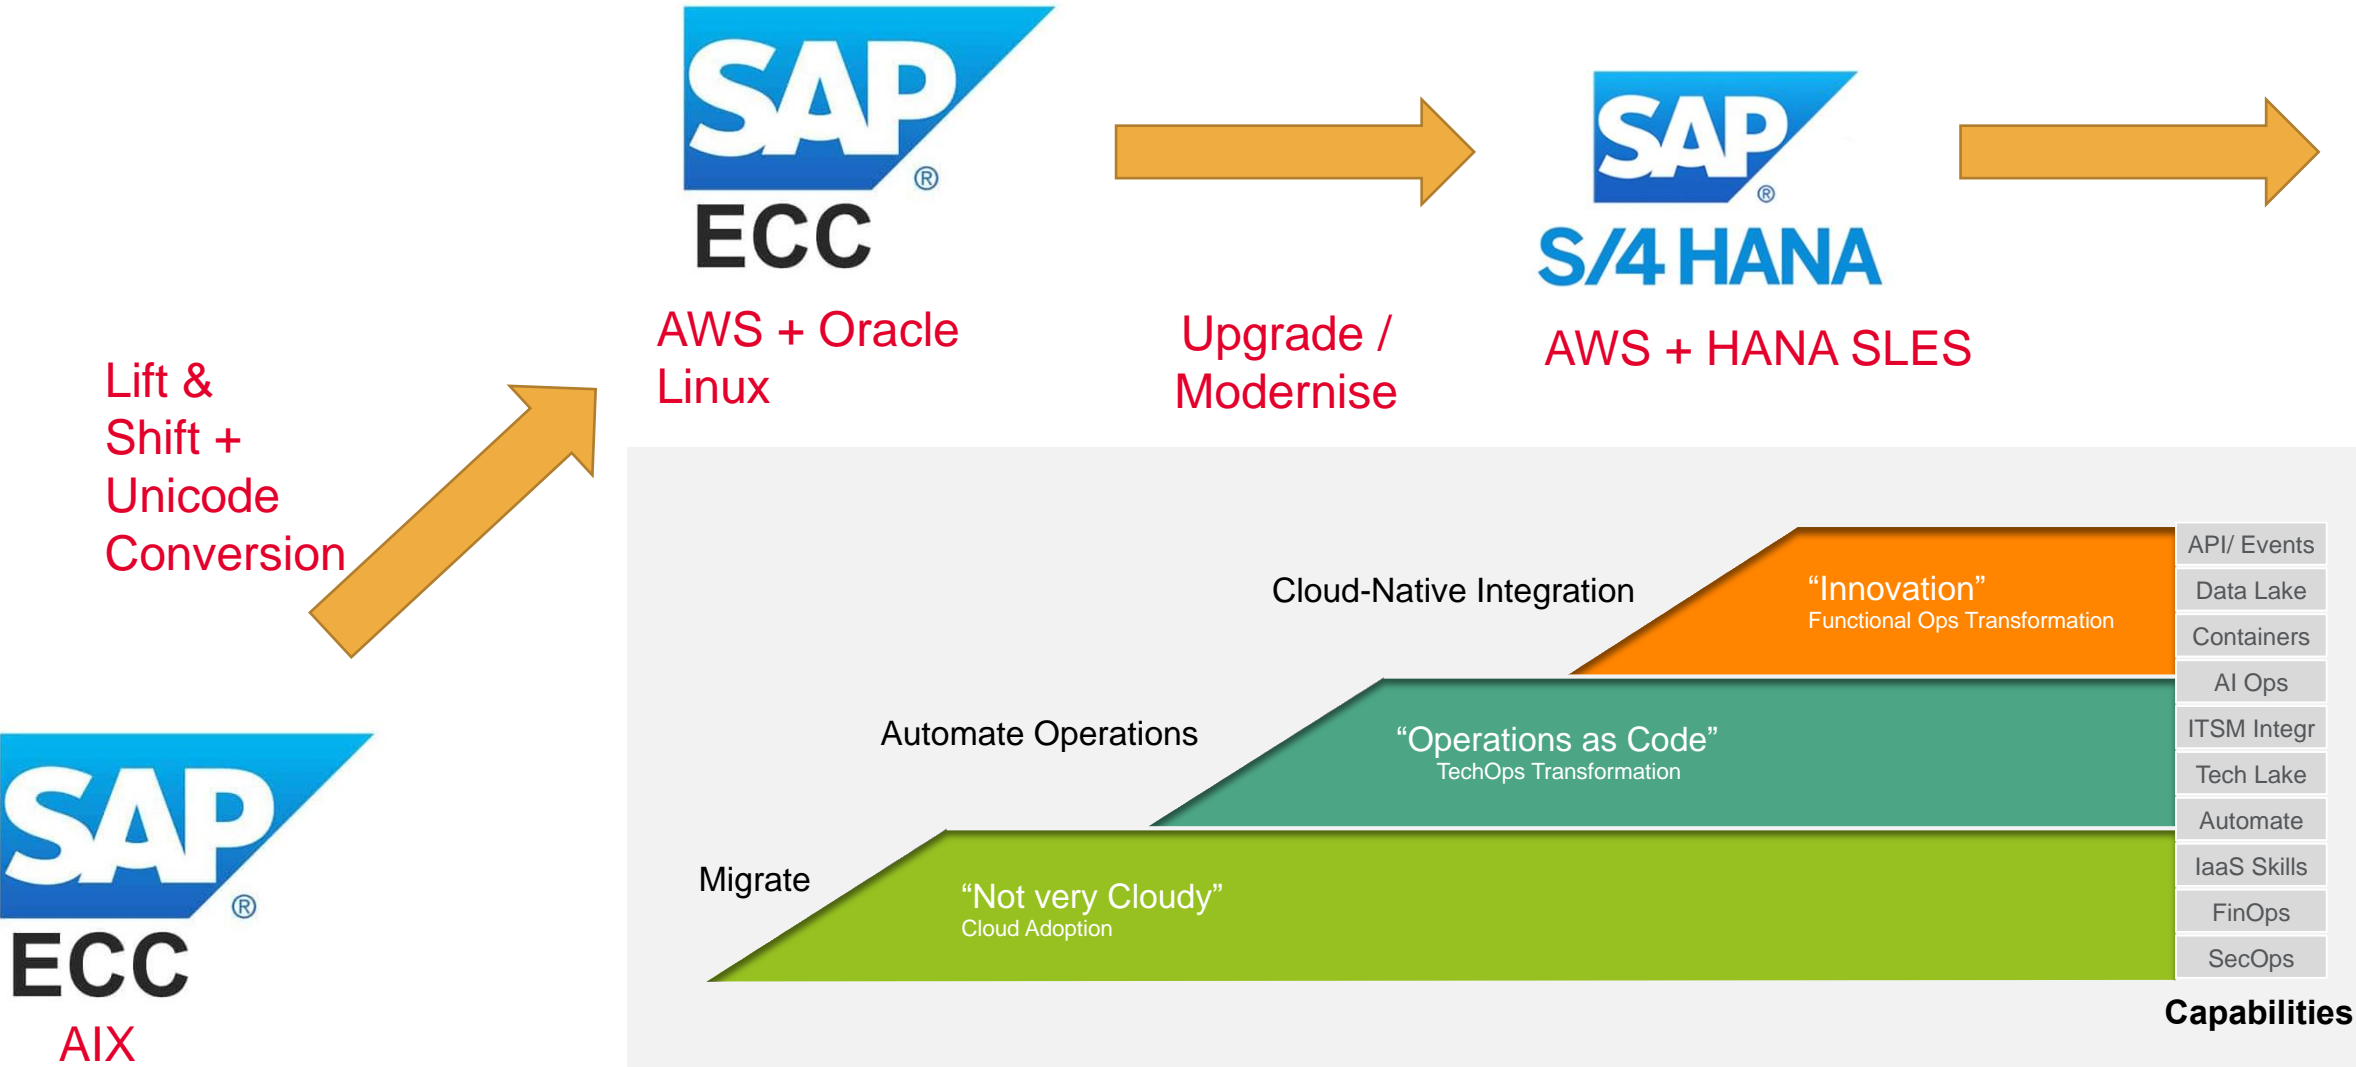 SAP
®
ECC
AWS + Oracle
Linux
Upgrade /
Modernise
SAP
®
S/4 HANA
AWS + HANA SLES
Lift &
Shift +
Unicode
Conversion
SAP
®
ECC
AIX
Cloud-Native Integration
“Innovation”
Functional Ops Transformation
Automate Operations
“Operations as Code”
TechOps Transformation
Migrate
“Not very Cloudy”
Cloud Adoption
API/ Events
Data Lake
Containers
AI Ops
ITSM Integr
Tech Lake
Automate
IaaS Skills
FinOps
SecOps
Capabilities